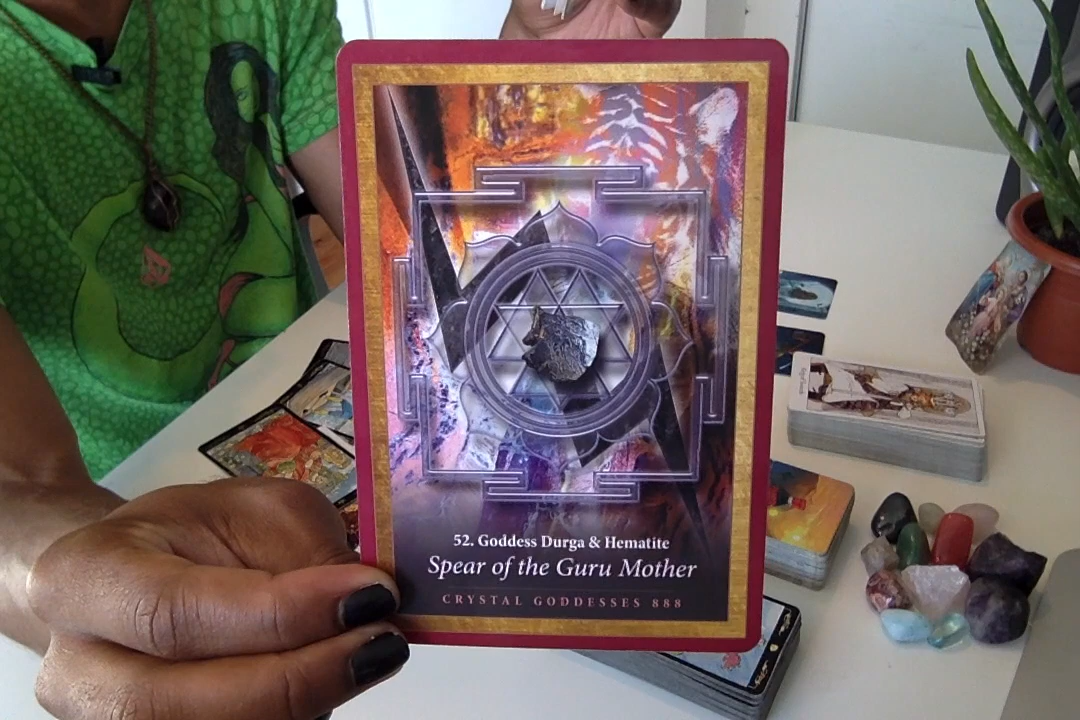 52. Goddess Durga & Hematite
Spear of the Guru Mother
CRYSTAL GODDESSES 888